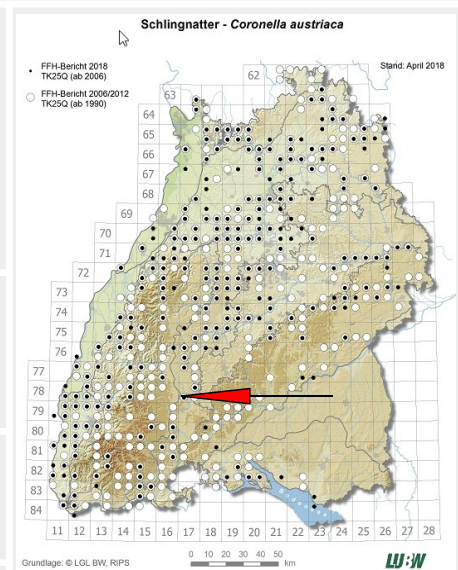 Schlingnatter - Coronella austriaca
FFH-Bericht 2018
TK25Q (ab 2006)
FFH-Bericht 2006/2012
TK25Q (ab 1990)
Stand: April 2018
62
63
64
65
66
67
68
69
70
71
72
73
74
75
76
77
78
79
80
81
82
83
84
11 12 13 14 15 16 17 18 19 20 21 22 23 24 25 26 27 28
0 10 20 30 40 50
km
Grundlage: © LGL BW, RIPS
LUBW